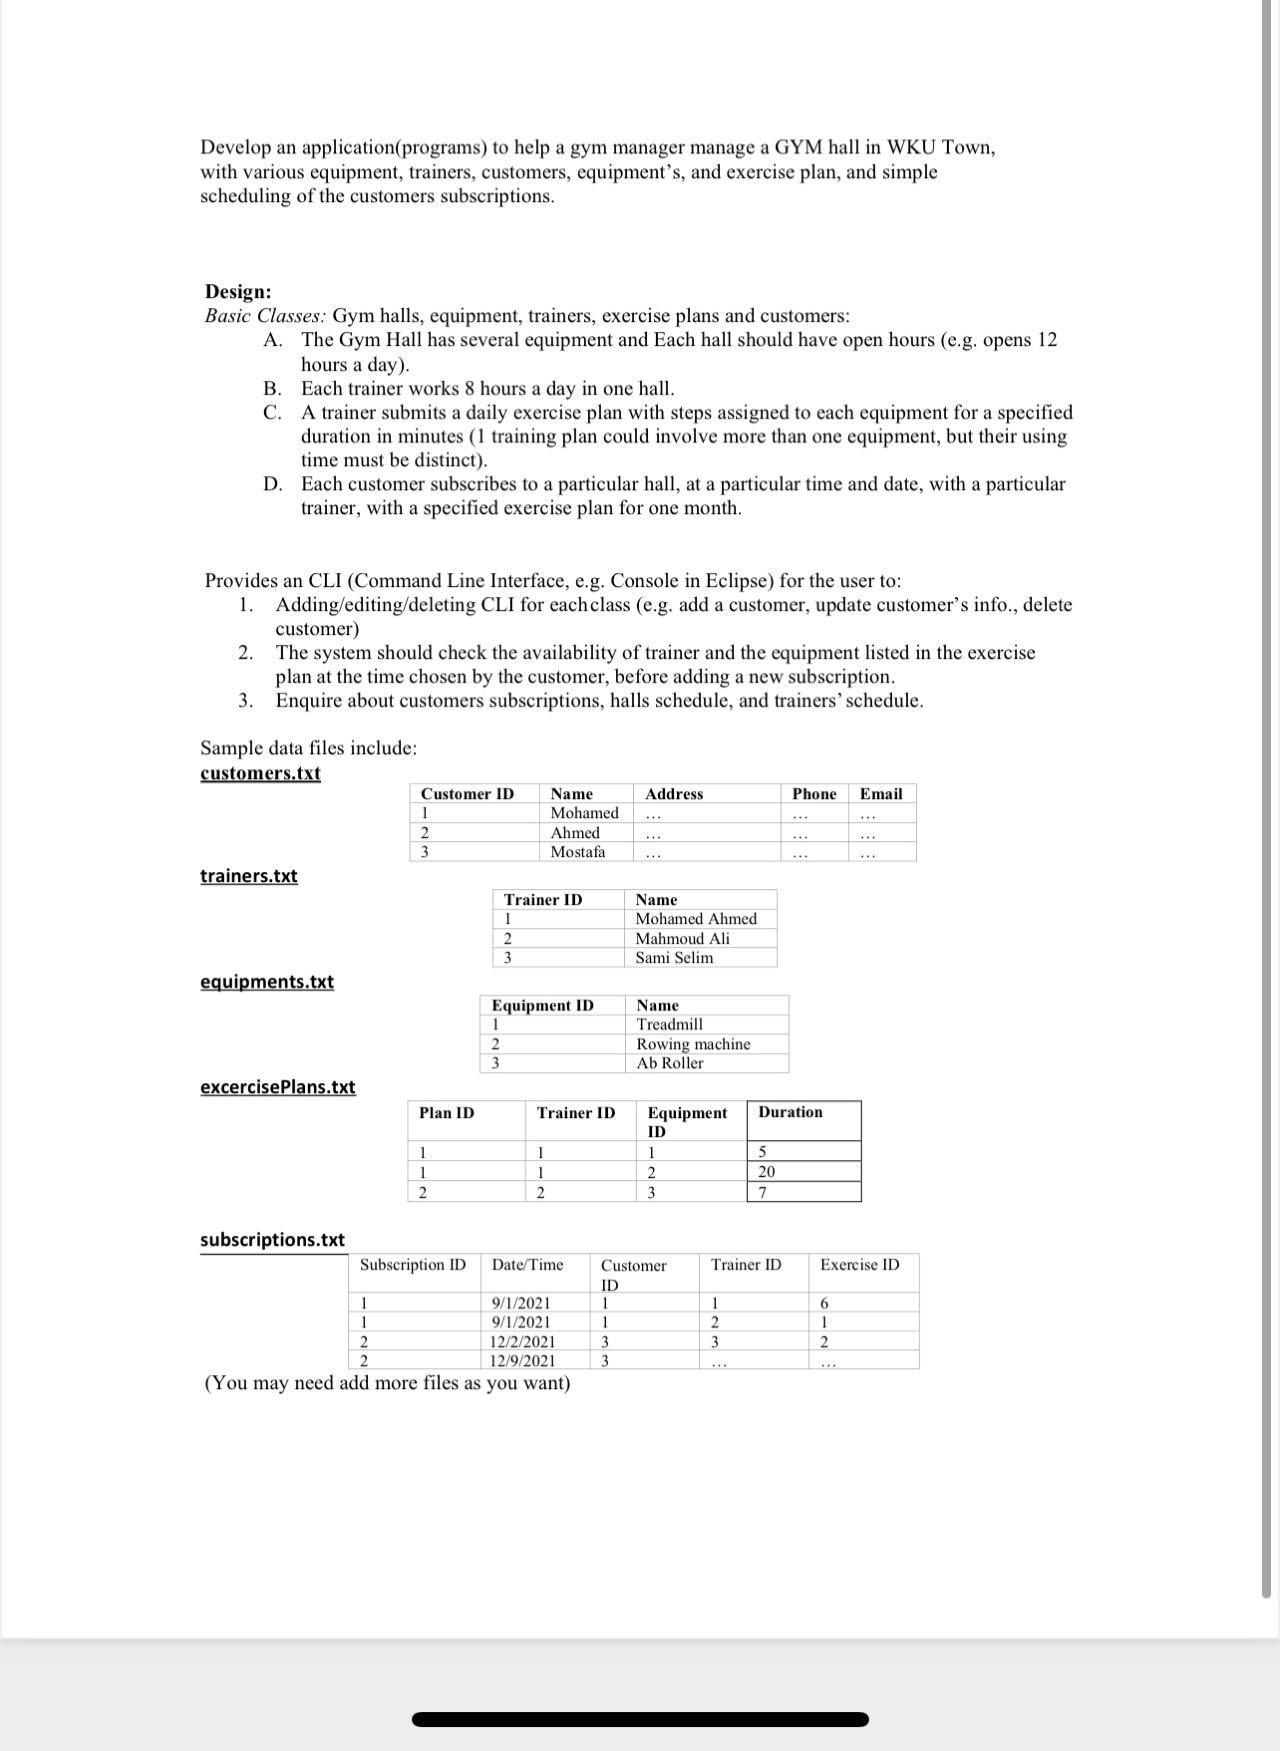 Develop an application(programs) to help a gym manager manage a GYM hall in WKU Town,
with various equipment, trainers, customers, equipment’s, and exercise plan, and simple
scheduling of the customers subscriptions.
Design:
Basic Classes: Gym halls, equipment, trainers, exercise plans and customers:
A. The Gym Hall has several equipment and Each hall should have open hours (e.g. opens 12
hours a day).
B. Each trainer works 8 hours a day in one hall.
C. A trainer submits a daily exercise plan with steps assigned to each equipment for a specified
duration in minutes (1 training plan could involve more than one equipment, but their using
time must be distinct).
D. Each customer subscribes to a particular hall, at a particular time and date, with a particular
trainer, with a specified exercise plan for one month.
Provides an CLI (Command Line Interface, e.g. Console in Eclipse) for the user to:
1. Adding/editing/deleting CLI for each class (e.g. add a customer, update customer’s info., delete
customer)
2. The system should check the availability of trainer and the equipment listed in the exercise
plan at the time chosen by the customer, before adding a new subscription.
3. Enquire about customers subscriptions, halls schedule, and trainers’ schedule.
Sample data files include:
customers.txt
Customer ID Name Address Phone Email
1 Mohamed ... ... ...
2 Ahmed ... ... ...
3 Mostafa ... ... ...
trainers.txt
Trainer ID Name
1 Mohamed Ahmed
2 Mahmoud Ali
3 Sami Selim
equipments.txt
Equipment ID Name
1 Treadmill
2 Rowing machine
3 Ab Roller
excercisePlans.txt
Plan ID Trainer ID Equipment Duration
ID
1 1 1 5
1 1 2 20
2 2 3 7
subscriptions.txt
Subscription ID Date/Time Customer Trainer ID Exercise ID
ID
1 9/1/2021 1 1 6
1 9/1/2021 1 2 1
2 12/2/2021 3 3 2
2 12/9/2021 3 ... ...
(You may need add more files as you want)